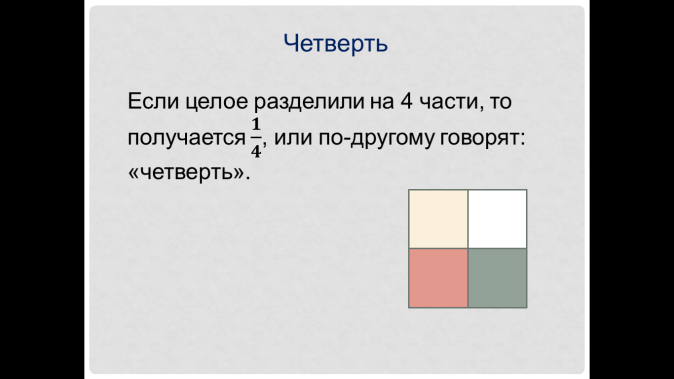 Четверть
Если целое разделили на 4 части, то
получается 1/4, или по-другому говорят:
«четверть».